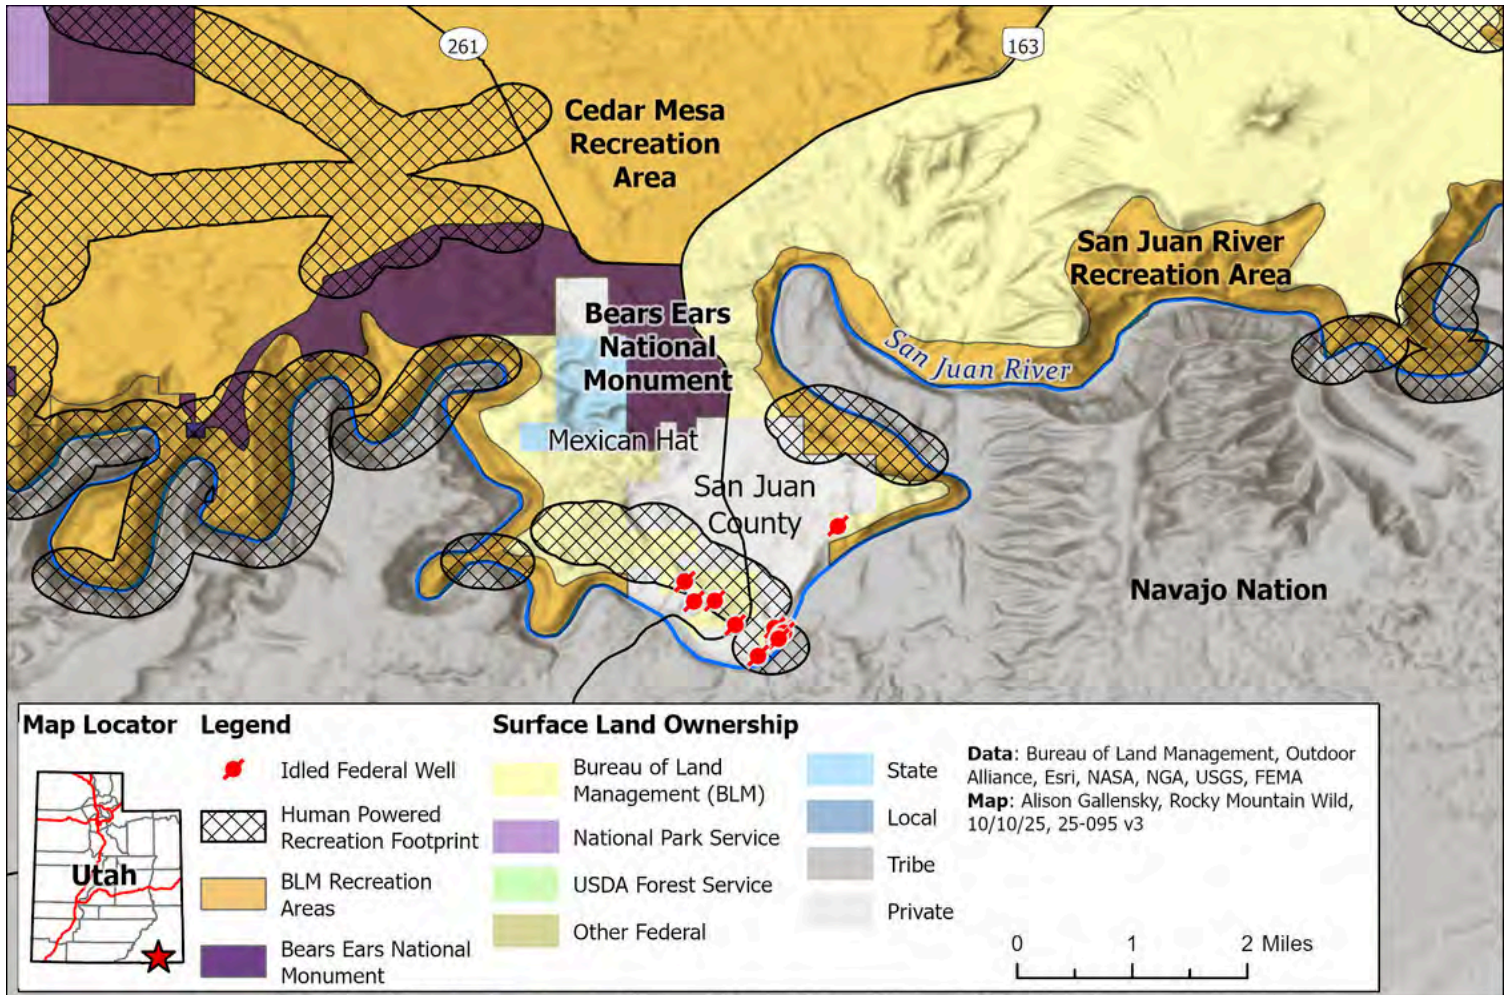 261
163
Cedar Mesa
Recreation
Area
San Juan River
Recreation Area
Bears Ears
National
Monument
San Juan River
Mexican Hat
San Juan
County
Navajo Nation
Map Locator
Utah
Legend
Idled Federal Well
Human Powered
Recreation Footprint
BLM Recreation
Areas
Bears Ears National
Monument
Surface Land Ownership
Bureau of Land
Management (BLM)
National Park Service
USDA Forest Service
Other Federal
State
Local
Tribe
Private
Data: Bureau of Land Management, Outdoor
Alliance, Esri, NASA, NGA, USGS, FEMA
Map: Alison Gallensky, Rocky Mountain Wild,
10/10/25, 25-095 v3
0 1 2 Miles